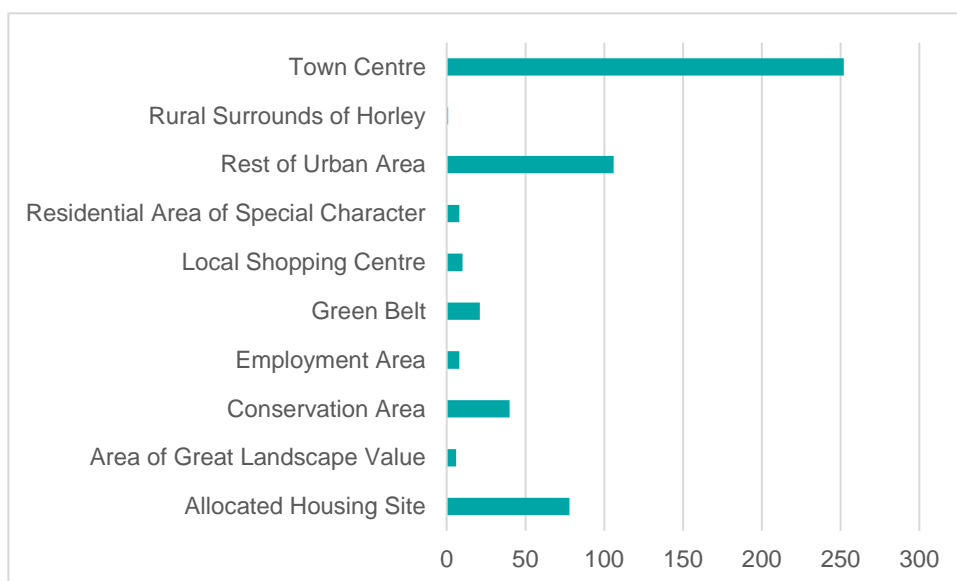 Town Centre
Rural Surrounds of Horley
Rest of Urban Area
Residential Area of Special Character
Local Shopping Centre
Green Belt
Employment Area
Conservation Area
Area of Great Landscape Value
Allocated Housing Site
0 50 100 150 200 250 300